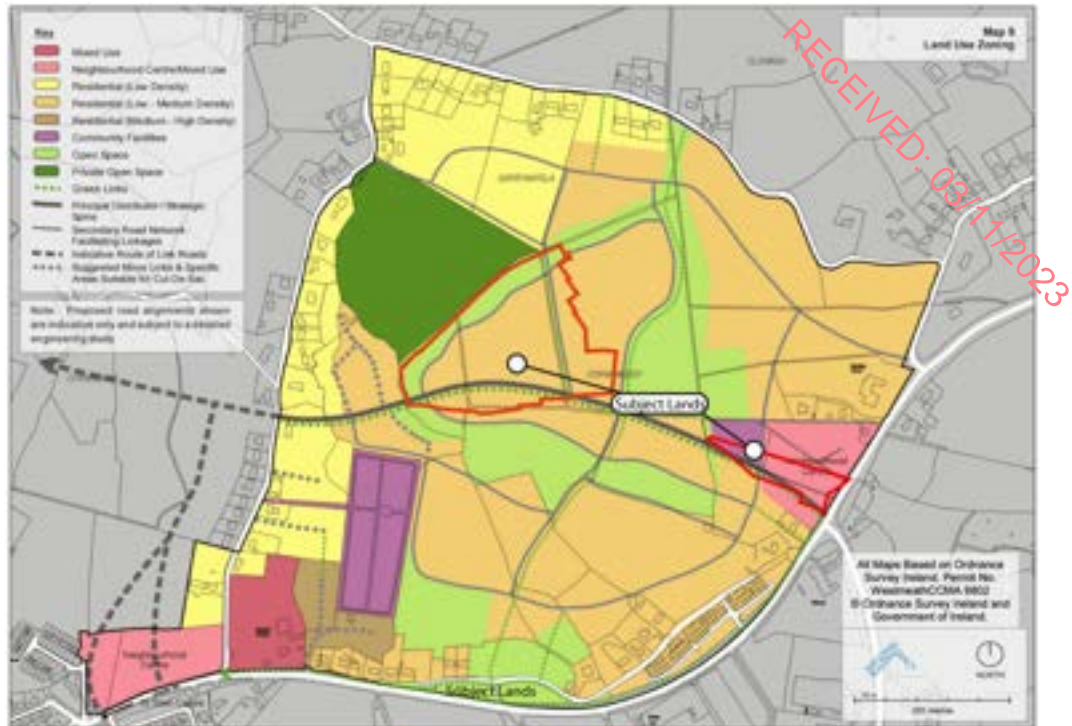 Key
Mixed Use
Neighbourhood Centre/Mixed Use
Residential (Low Density)
Residential (Low - Medium Density)
Residential (Medium - High Density)
Community Facilities
Open Space
Private Open Space
Green Links
Principal Distributor / Strategic
Spine
Secondary Road Network
Facilitating Linkages
Indicative Route of Link Roads
Suggested Minor Links & Specific
Areas Suitable for Cul-De-Sac
Note: Proposed road alignments shown
are indicative only and subject to a detailed
engineering study
Map 9
Land Use Zoning
RECEIVED: 03/11/2023
Subject Lands
Subject Lands
All Maps Based on Ordnance
Survey Ireland. Permit No.
© Ordnance Survey Ireland and
Government of Ireland.
NORTH